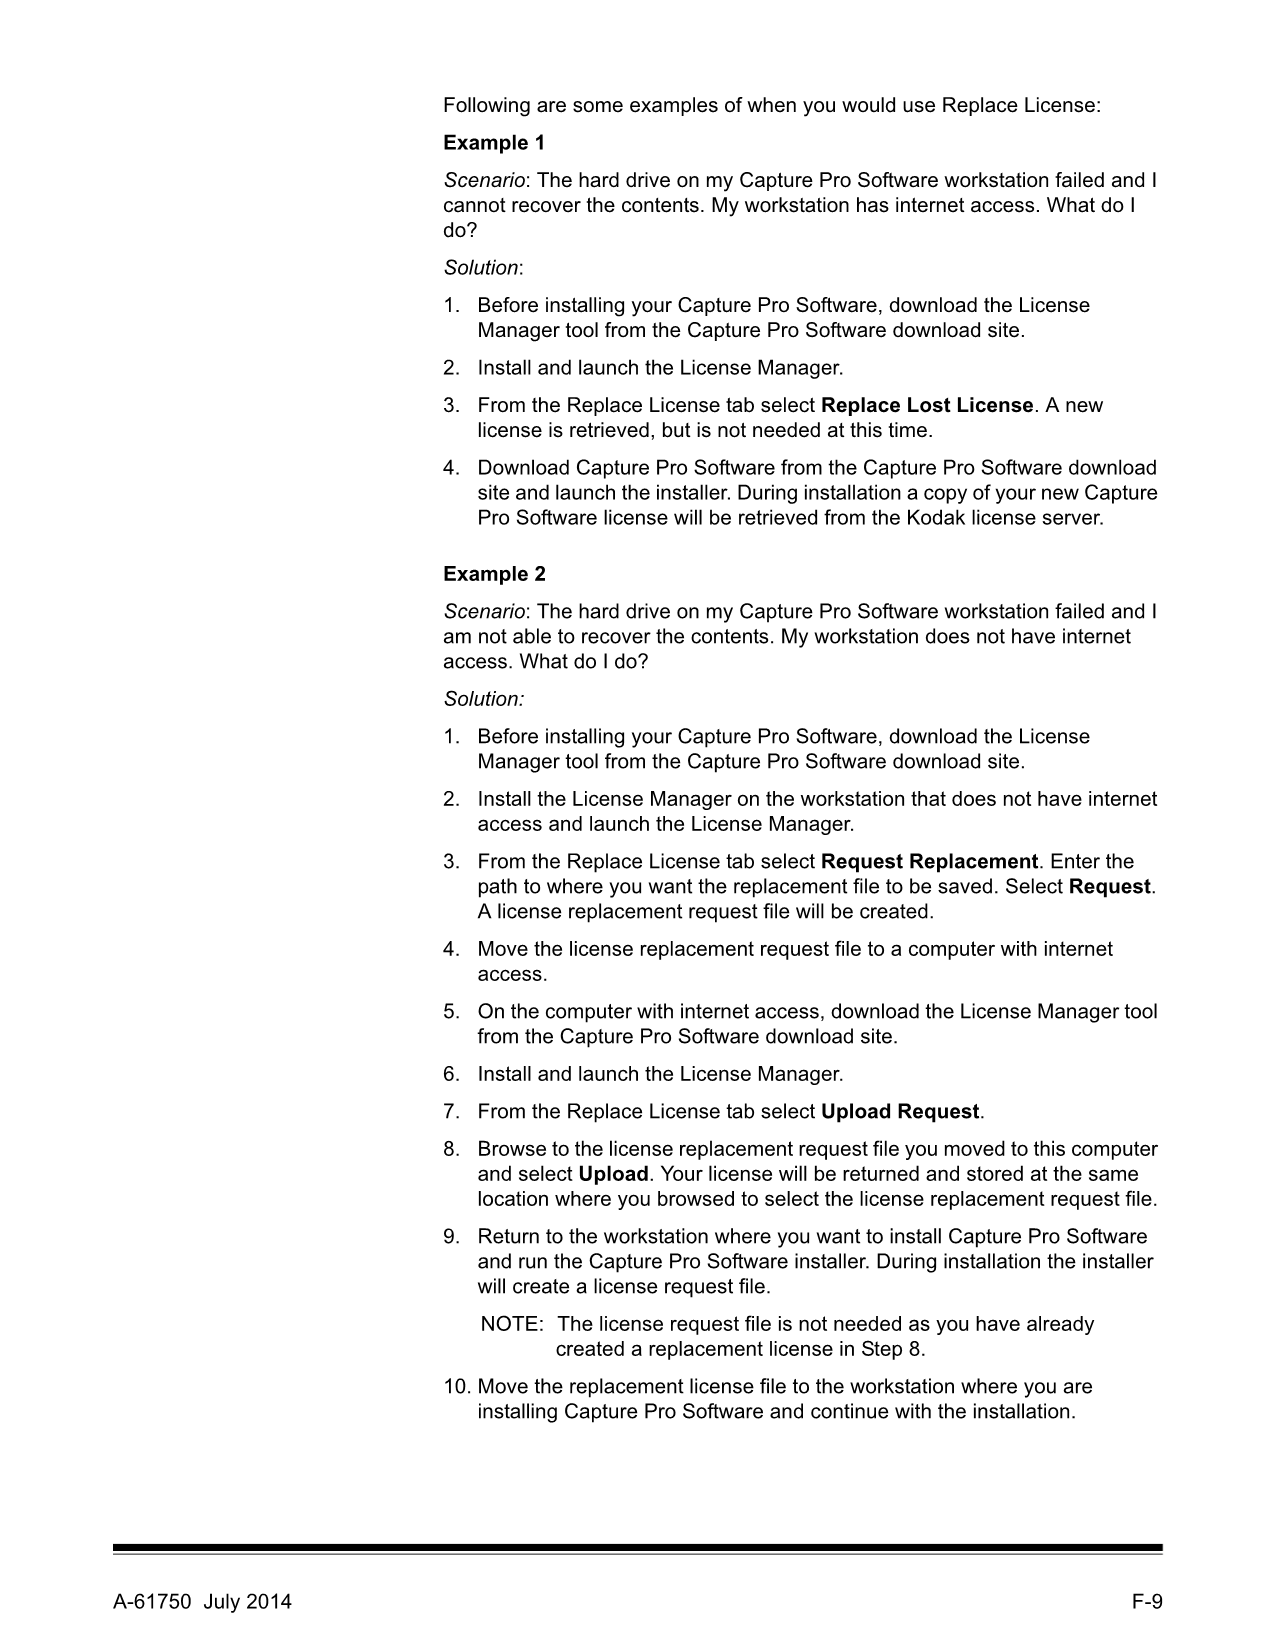 Following are some examples of when you would use Replace License:
Example 1
Scenario: The hard drive on my Capture Pro Software workstation failed and I
cannot recover the contents. My workstation has internet access. What do I
do?
Solution:
1. Before installing your Capture Pro Software, download the License
Manager tool from the Capture Pro Software download site.
2. Install and launch the License Manager.
3. From the Replace License tab select Replace Lost License. A new
license is retrieved, but is not needed at this time.
4. Download Capture Pro Software from the Capture Pro Software download
site and launch the installer. During installation a copy of your new Capture
Pro Software license will be retrieved from the Kodak license server.
Example 2
Scenario: The hard drive on my Capture Pro Software workstation failed and I
am not able to recover the contents. My workstation does not have internet
access. What do I do?
Solution:
1. Before installing your Capture Pro Software, download the License
Manager tool from the Capture Pro Software download site.
2. Install the License Manager on the workstation that does not have internet
access and launch the License Manager.
3. From the Replace License tab select Request Replacement. Enter the
path to where you want the replacement file to be saved. Select Request.
A license replacement request file will be created.
4. Move the license replacement request file to a computer with internet
access.
5. On the computer with internet access, download the License Manager tool
from the Capture Pro Software download site.
6. Install and launch the License Manager.
7. From the Replace License tab select Upload Request.
8. Browse to the license replacement request file you moved to this computer
and select Upload. Your license will be returned and stored at the same
location where you browsed to select the license replacement request file.
9. Return to the workstation where you want to install Capture Pro Software
and run the Capture Pro Software installer. During installation the installer
will create a license request file.
NOTE: The license request file is not needed as you have already
created a replacement license in Step 8.
10. Move the replacement license file to the workstation where you are
installing Capture Pro Software and continue with the installation.
A-61750 July 2014 F-9